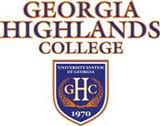 GEORGIA
HIGHLANDS
COLLEGE
UNIVERSITY SYSTEM
OF GEORGIA
GHC
1970